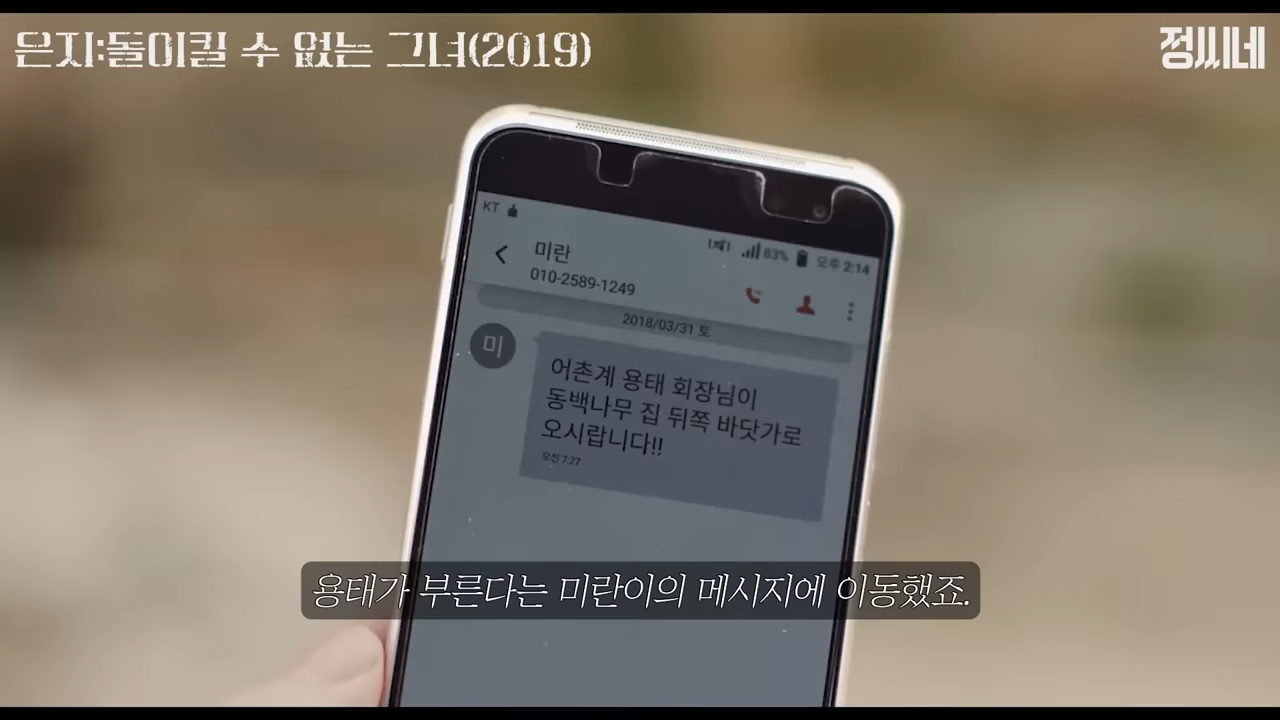 은지:돌이킬 수 없는 그녀(2019)
정씨네
KT
83% 오후 2:14
미란
010-2589-1249
2018/03/31 토
미
어촌계 용태 회장님이
동백나무 집 뒤쪽 바닷가로
오시랍니다!!
오전 7:27
용태가 부른다는 미란이의 메시지에 이동했죠.